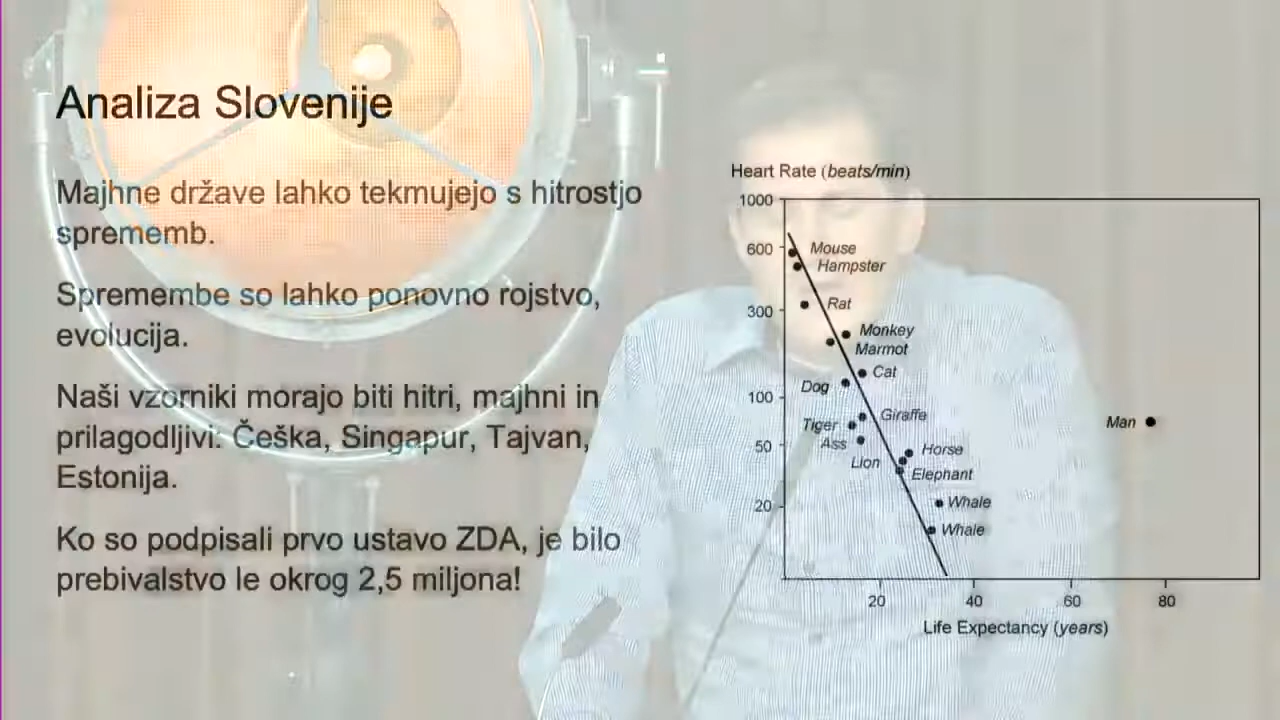 Analiza Slovenije
Majhne države lahko tekmujejo s hitrostjo
sprememb.
Spremembe so lahko ponovno rojstvo,
evolucija.
Naši vzorniki morajo biti hitri, majhni in
prilagodljivi: Češka, Singapur, Tajvan,
Estonija.
Ko so podpisali prvo ustavo ZDA, je bilo
prebivalstvo le okrog 2,5 miljona!
Heart Rate (beats/min)
1000
600
Mouse
Hampster
300
Rat
Monkey
Marmot
Cat
Dog
100
Giraffe
Tiger
Man
Ass
50
Horse
Lion
Elephant
20
Whale
Whale
20 40 60 80
Life Expectancy (years)